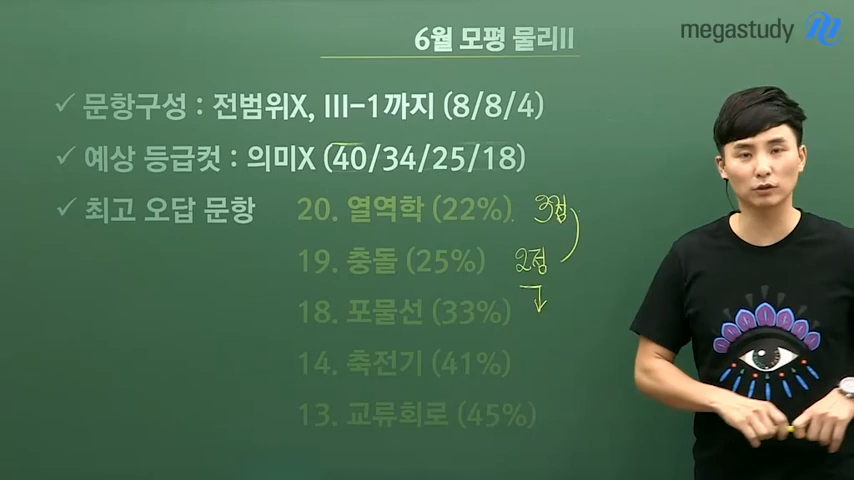 6월 모평 물리II
megastudy
✓ 문항구성 : 전범위X, III-1까지 (8/8/4)
✓ 예상 등급컷 : 의미X (40/34/25/18)
✓ 최고 오답 문항
20. 열역학 (22%). 3점
19. 충돌 (25%) 2점
18. 포물선 (33%)
14. 축전기 (41%)
13. 교류회로 (45%)